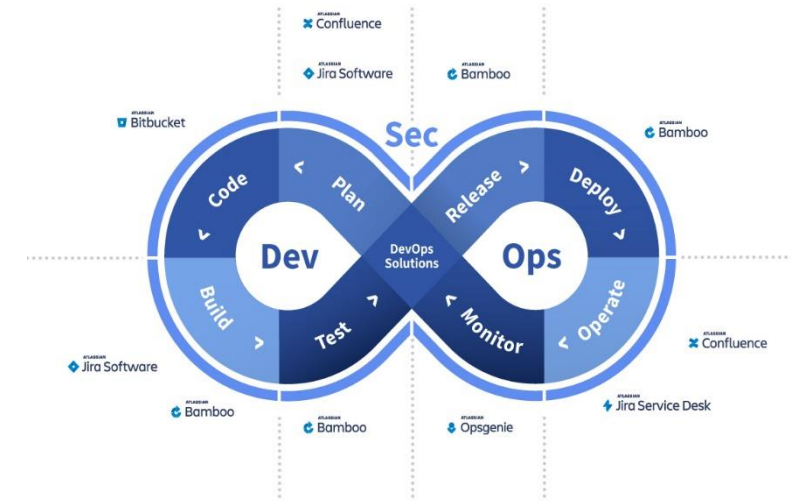 ATLASSIAN
Confluence
ATLASSIAN
Jira Software
ATLASSIAN
Bamboo
ATLASSIAN
Bitbucket
ATLASSIAN
Bamboo
Sec
Code
Plan
Release
Deploy
Dev
DevOps
Solutions
Ops
Build
Test
Monitor
Operate
ATLASSIAN
Confluence
ATLASSIAN
Jira Software
ATLASSIAN
Bamboo
ATLASSIAN
Jira Service Desk
ATLASSIAN
Bamboo
ATLASSIAN
Opsgenie